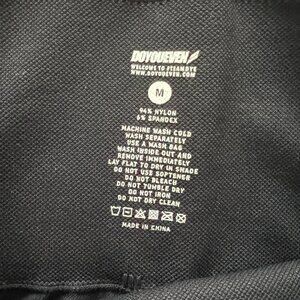 DOYOUEVEN
WELCOME TO #TEAMDYE
WWW.DOYOUEVEN.COM
M
94% NYLON
6% SPANDEX
MACHINE WASH COLD
WASH SEPARATELY
USE A WASH BAG
WASH INSIDE OUT AND
REMOVE IMMEDIATELY
LAY FLAT TO DRY IN SHADE
DO NOT USE SOFTENER
DO NOT BLEACH
DO NOT TUMBLE DRY
DO NOT IRON
DO NOT DRY CLEAN
MADE IN CHINA